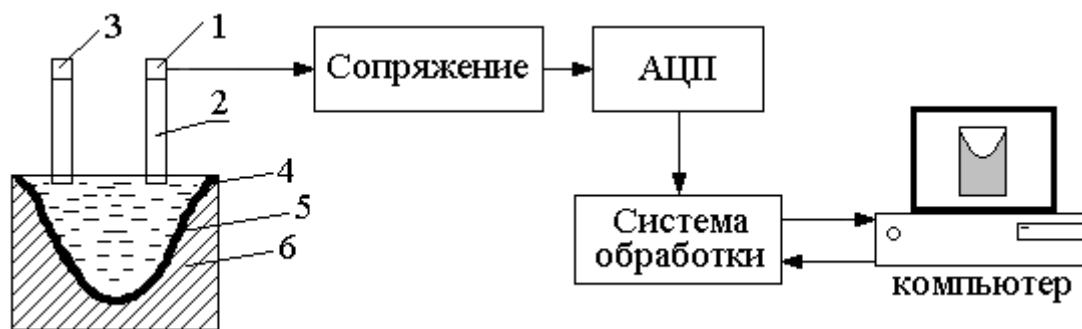 3
1
2
4
5
6
Сопряжение
АЦП
Система
обработки
компьютер